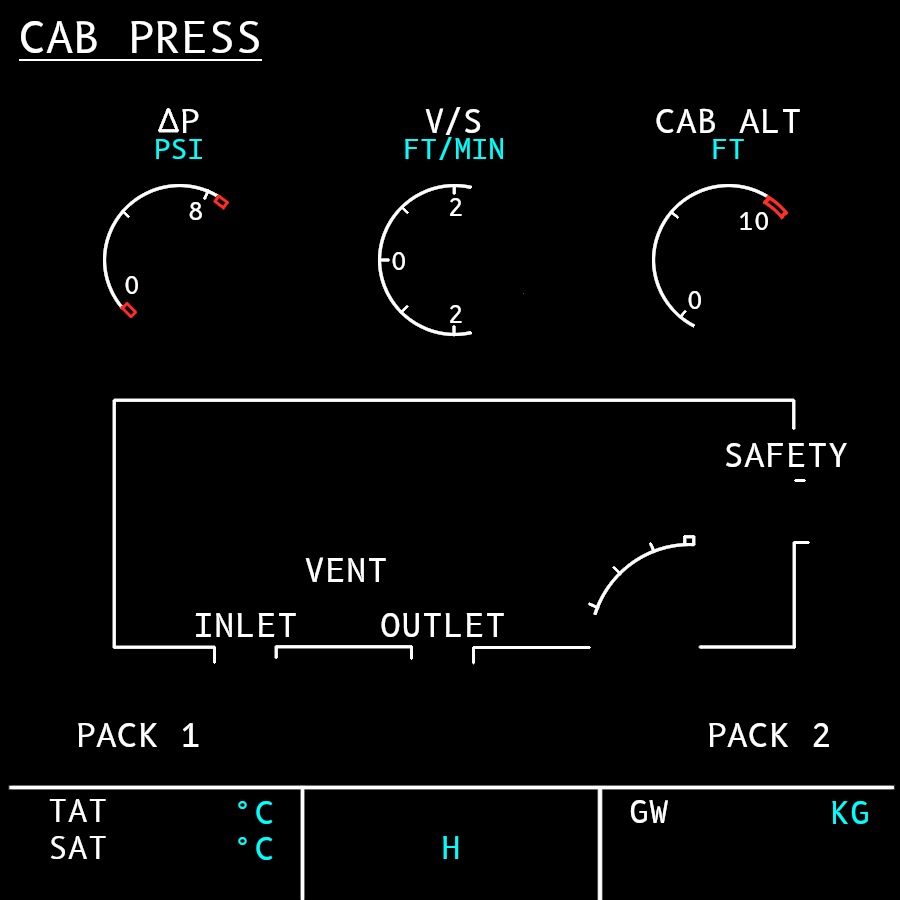 CAB PRESS
ΔP V/S CAB ALT
PSI FT/MIN FT
8 2 10
0 0 0
2
SAFETY
VENT
INLET OUTLET
PACK 1 PACK 2
TAT °C GW KG
SAT °C H